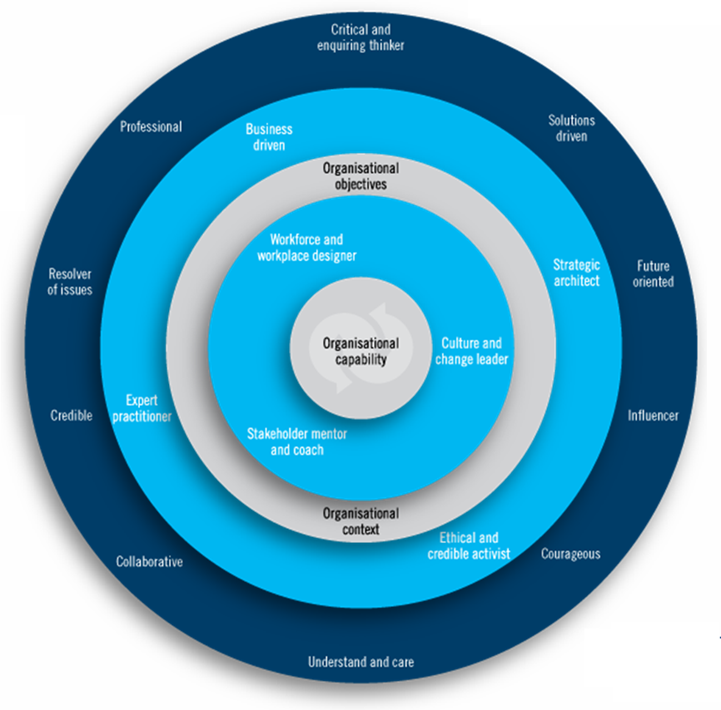 Critical and
enquiring thinker
Professional
Solutions
driven
Business
driven
Organisational
objectives
Workforce and
workplace designer
Resolver
of issues
Strategic
architect
Future
oriented
Organisational
capability
Culture and
change leader
Credible
Expert
practitioner
Influencer
Stakeholder mentor
and coach
Organisational
context
Ethical and
credible activist
Collaborative
Courageous
Understand and care